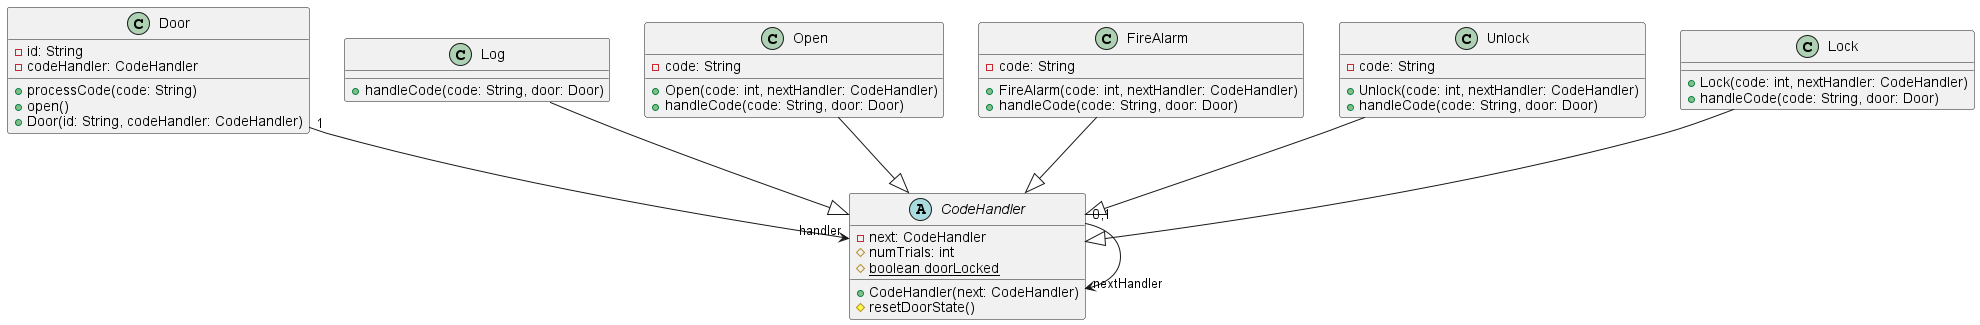 C Door
id: String
codeHandler: CodeHandler
processCode(code: String)
open()
Door(id: String, codeHandler: CodeHandler)
C Log
handleCode(code: String, door: Door)
C Open
code: String
Open(code: int, nextHandler: CodeHandler)
handleCode(code: String, door: Door)
C FireAlarm
code: String
FireAlarm(code: int, nextHandler: CodeHandler)
handleCode(code: String, door: Door)
C Unlock
code: String
Unlock(code: int, nextHandler: CodeHandler)
handleCode(code: String, door: Door)
C Lock
Lock(code: int, nextHandler: CodeHandler)
handleCode(code: String, door: Door)
1
handler
0,1
nextHandler
A CodeHandler
next: CodeHandler
numTrials: int
boolean doorLocked
CodeHandler(next: CodeHandler)
resetDoorState()